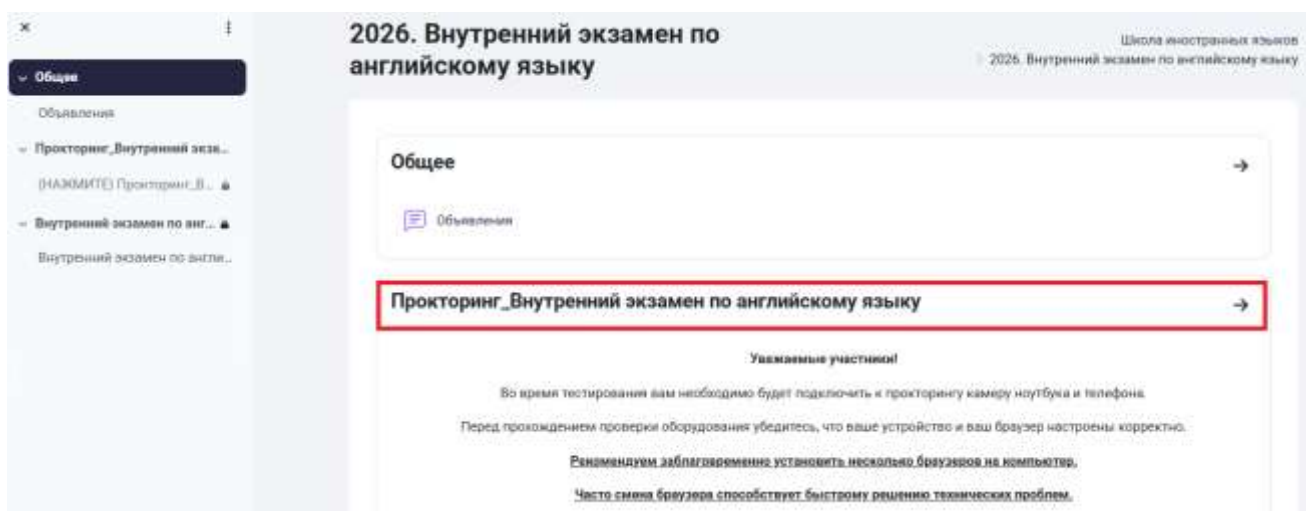 2026. Внутренний экзамен по
английскому языку
Школа иностранных языков
2026. Внутренний экзамен по английскому языку
Общее
Объявления
Прокторинг_Внутренний экза...
(НАЖМИТЕ) Прокторинг_В...
Внутренний экзамен по анг...
Внутренний экзамен по англи...
Общее
Объявления
Прокторинг_Внутренний экзамен по английскому языку
Уважаемые участники!
Во время тестирования вам необходимо будет подключить к прокторингу камеру ноутбука и телефона.
Перед прохождением проверки оборудования убедитесь, что ваше устройство и ваш браузер настроены корректно.
Рекомендуем заблаговременно установить несколько браузеров на компьютер.
Часто смена браузера способствует быстрому решению технических проблем.